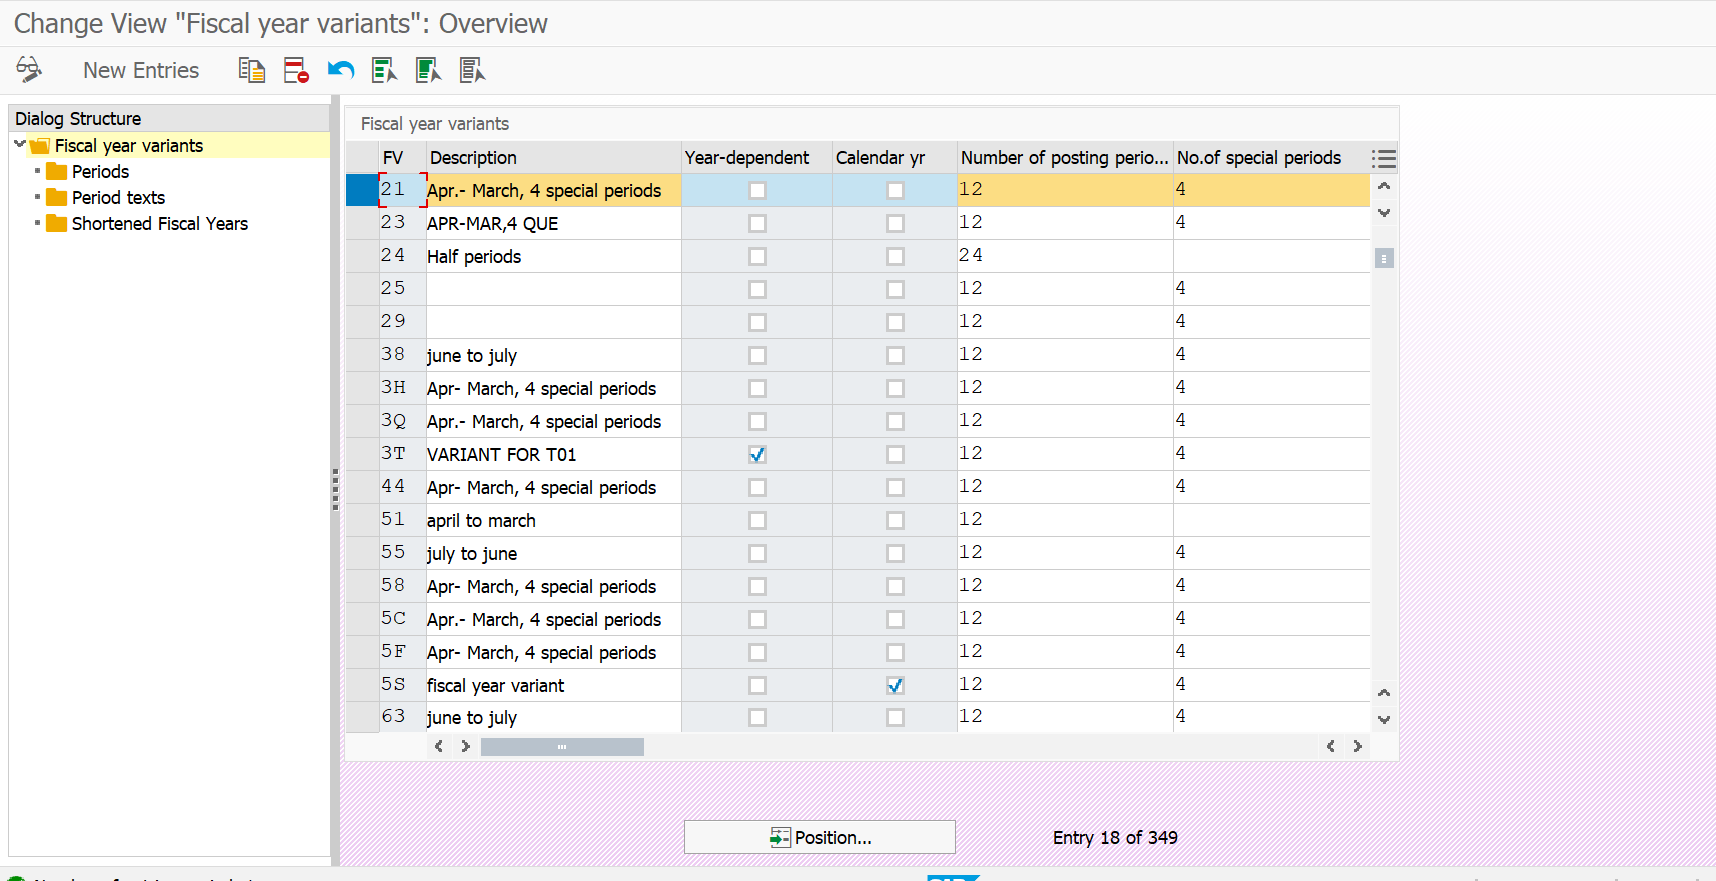 Change View "Fiscal year variants": Overview
New Entries
Dialog Structure
Fiscal year variants
Periods
Period texts
Shortened Fiscal Years
Fiscal year variants
FV Description Year-dependent Calendar yr Number of posting perio... No.of special periods
21 Apr.- March, 4 special periods 12 4
23 APR-MAR,4 QUE 12 4
24 Half periods 24
25 12 4
29 12 4
38 june to july 12 4
3H Apr- March, 4 special periods 12 4
3Q Apr.- March, 4 special periods 12 4
3T VARIANT FOR T01 12 4
44 Apr- March, 4 special periods 12 4
51 april to march 12
55 july to june 12 4
58 Apr- March, 4 special periods 12 4
5C Apr.- March, 4 special periods 12 4
5F Apr- March, 4 special periods 12 4
5S fiscal year variant 12 4
63 june to july 12 4
Position... Entry 18 of 349